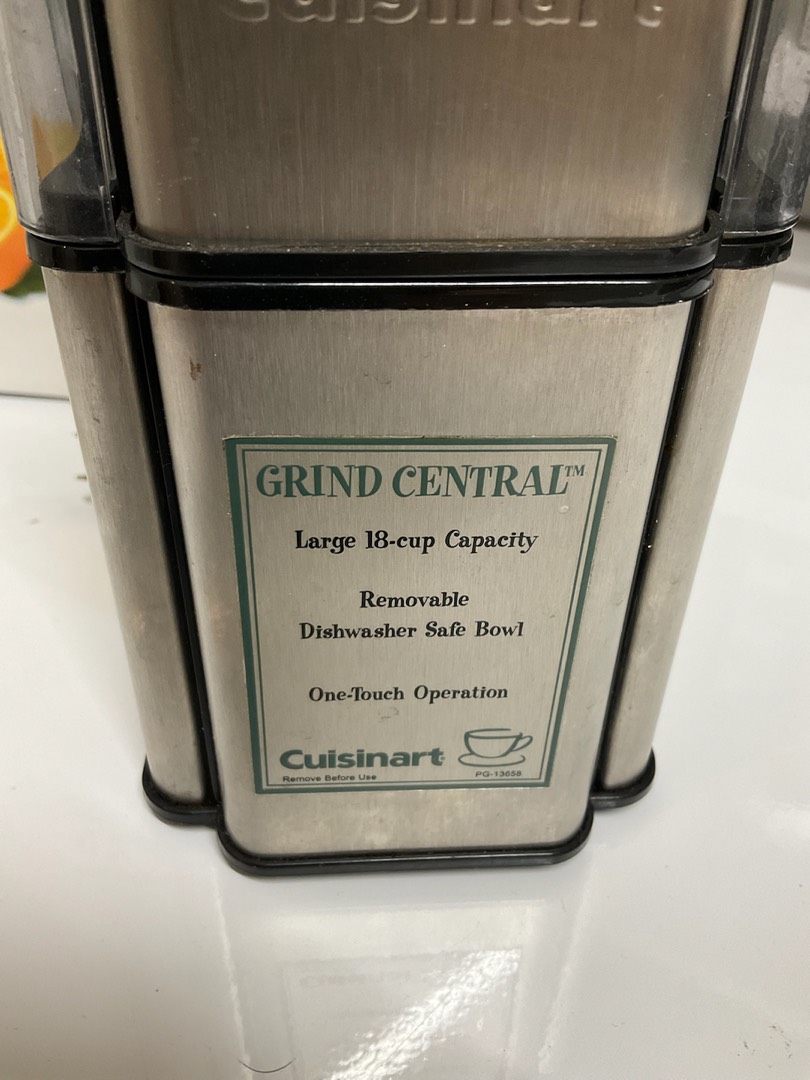 Cuisinart
GRIND CENTRAL™
Large 18-cup Capacity
Removable
Dishwasher Safe Bowl
One-Touch Operation
Cuisinart
Remove Before Use PG-13658